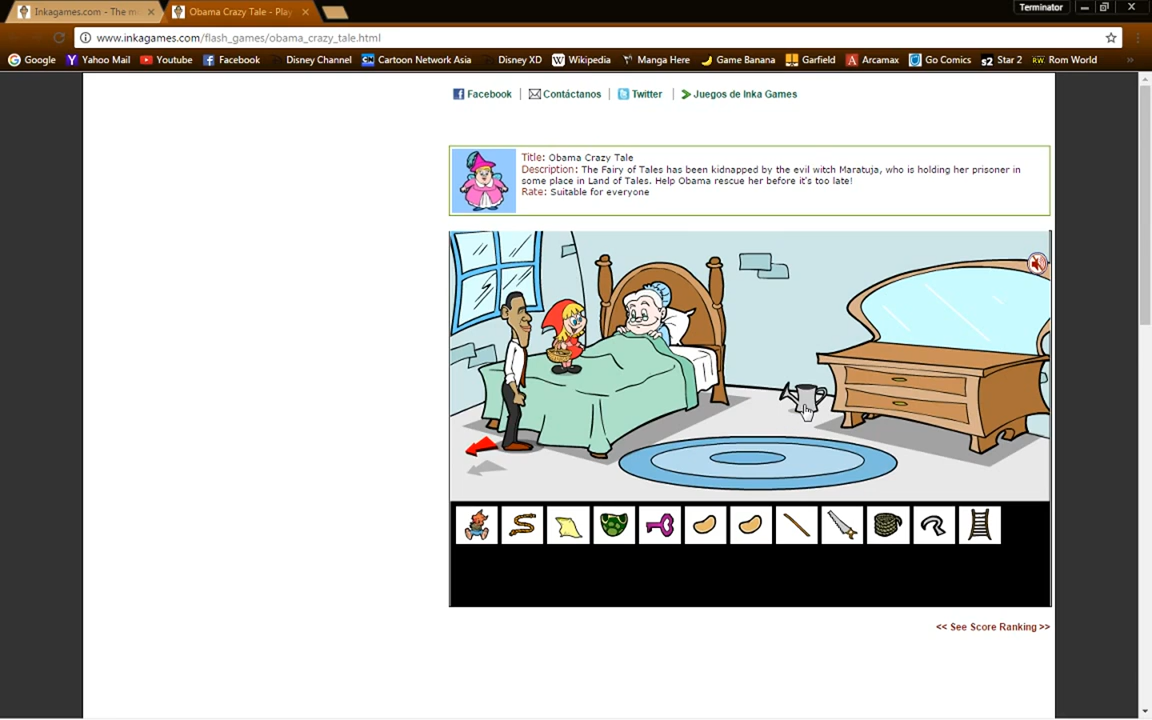 Inkagames.com - The m
Obama Crazy Tale - Play
Terminator
www.inkagames.com/flash_games/obama_crazy_tale.html
Google Yahoo Mail Youtube Facebook Disney Channel Cartoon Network Asia Disney XD Wikipedia Manga Here Game Banana Garfield Arcamax Go Comics Star 2 Rom World
Facebook | Contáctanos | Twitter | Juegos de Inka Games
Title: Obama Crazy Tale
Description: The Fairy of Tales has been kidnapped by the evil witch Maratuja, who is holding her prisoner in
some place in Land of Tales. Help Obama rescue her before it's too late!
Rate: Suitable for everyone
<< See Score Ranking >>